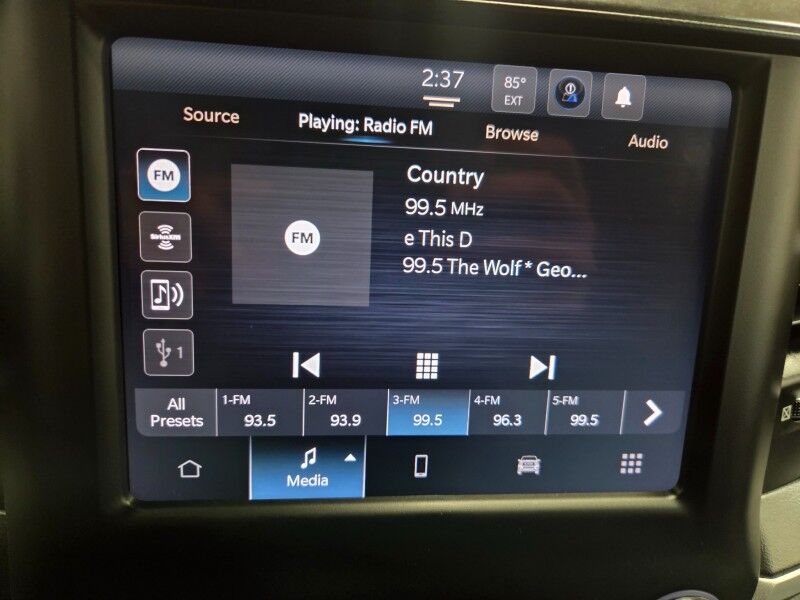 2:37
85°
EXT
Source
Playing: Radio FM
Browse
Audio
FM
SiriusXM
1
FM
Country
99.5 MHz
e This D
99.5 The Wolf * Geo...
All
Presets
1-FM
93.5
2-FM
93.9
3-FM
99.5
4-FM
96.3
5-FM
99.5
Media